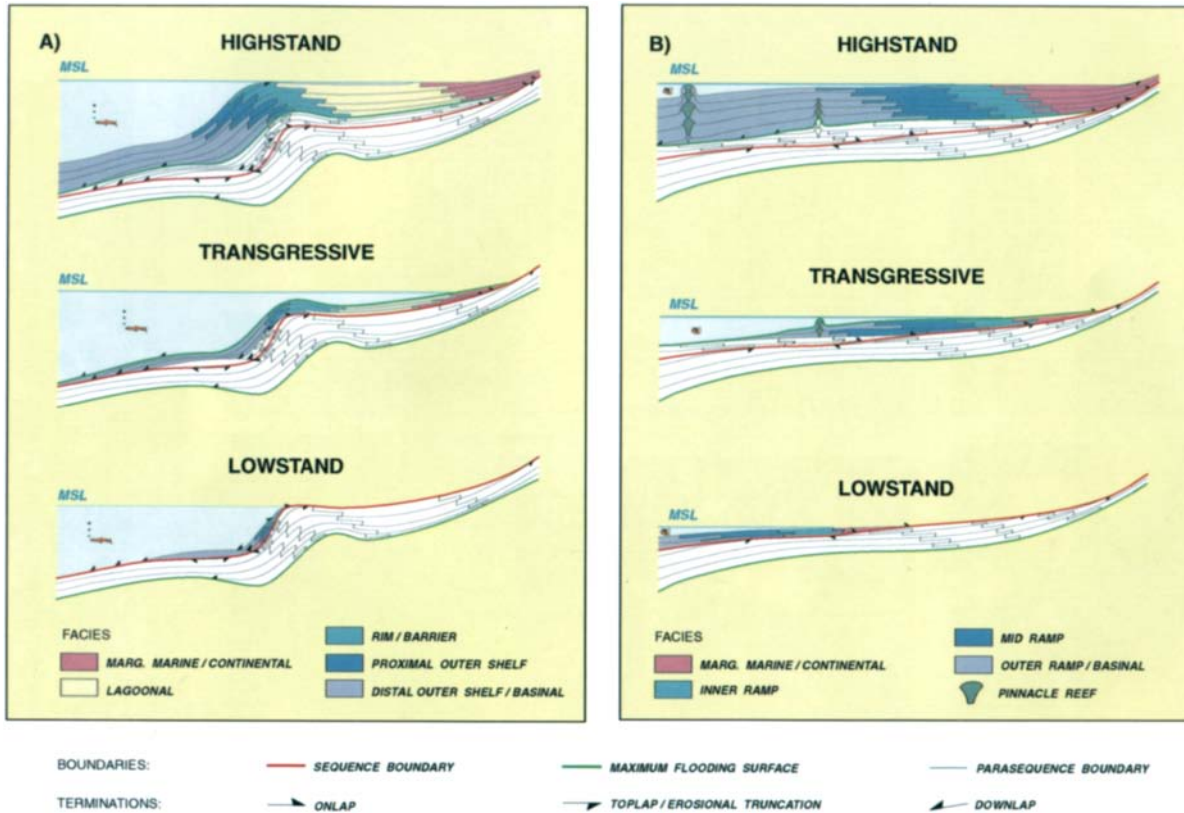 A)
HIGHSTAND
MSL
TRANSGRESSIVE
MSL
LOWSTAND
MSL
FACIES
MARG. MARINE / CONTINENTAL
LAGOONAL
RIM / BARRIER
PROXIMAL OUTER SHELF
DISTAL OUTER SHELF / BASINAL
B)
HIGHSTAND
MSL
TRANSGRESSIVE
MSL
LOWSTAND
MSL
FACIES
MARG. MARINE / CONTINENTAL
INNER RAMP
MID RAMP
OUTER RAMP / BASINAL
PINNACLE REEF
BOUNDARIES: SEQUENCE BOUNDARY MAXIMUM FLOODING SURFACE PARASEQUENCE BOUNDARY
TERMINATIONS: ONLAP TOPLAP / EROSIONAL TRUNCATION DOWNLAP